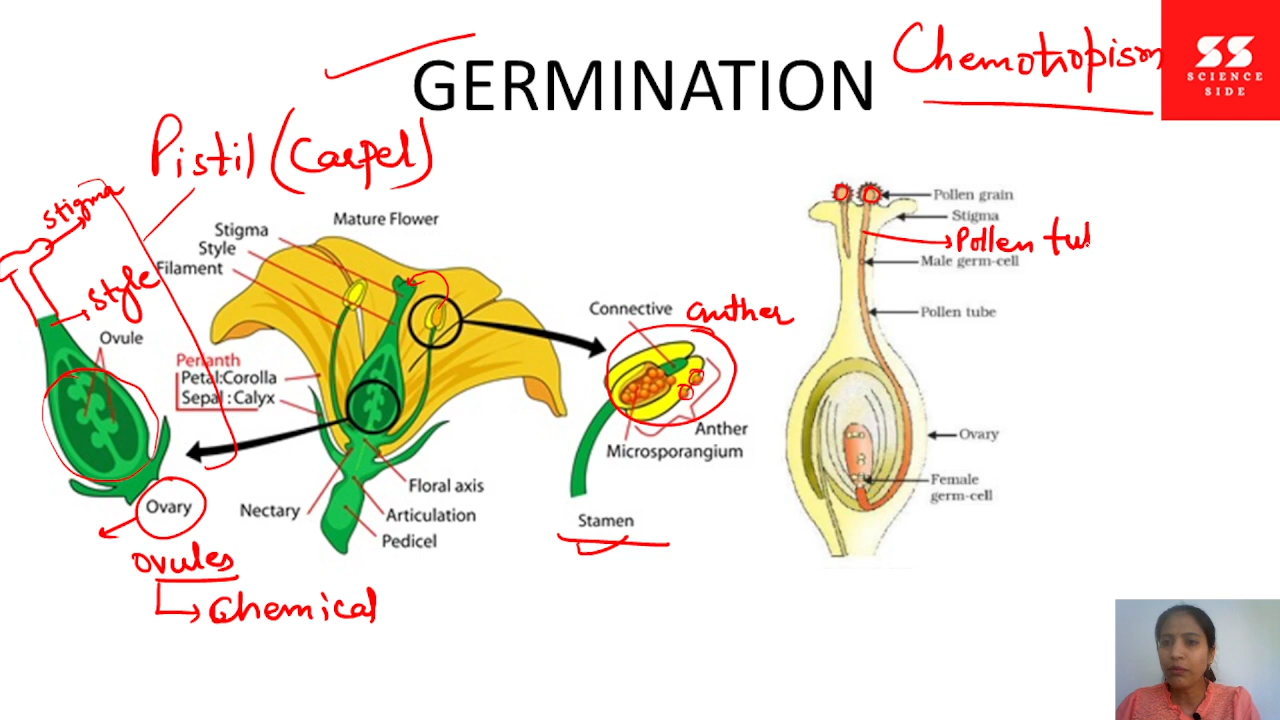 GERMINATION
Chemotropism
SS
SCIENCE
SIDE
Pistil (Carpel)
Stigma
Style
Ovule
Ovary
Ovules
Chemical
Mature Flower
Stigma
Style
Filament
Perianth
Petal:Corolla
Sepal : Calyx
Nectary
Floral axis
Articulation
Pedicel
Connective
anther
Anther
Microsporangium
Stamen
Pollen grain
Stigma
Pollen tub
Male germ-cell
Pollen tube
Ovary
Female
germ-cell